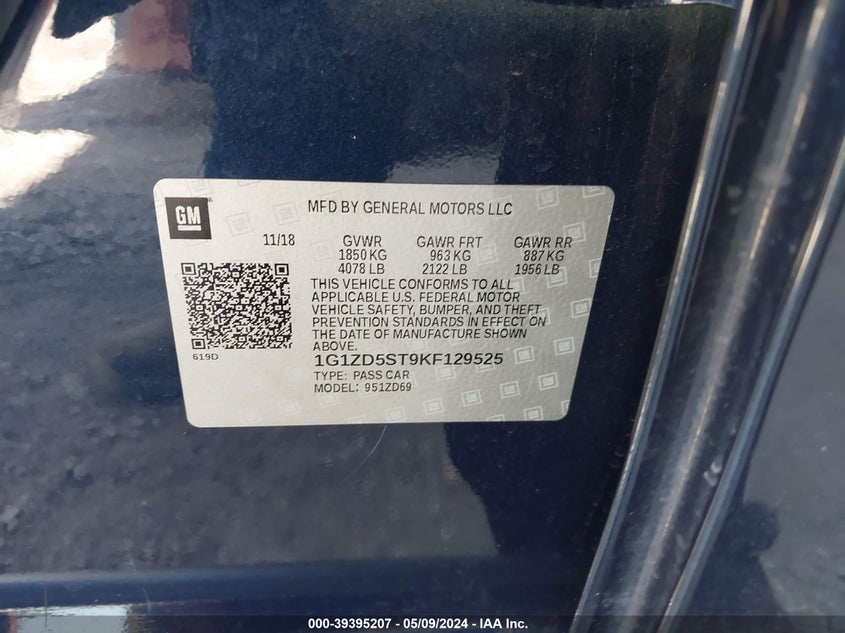 GM
MFD BY GENERAL MOTORS LLC
11/18 GVWR GAWR FRT GAWR RR
1850 KG 963 KG 887 KG
4078 LB 2122 LB 1956 LB
THIS VEHICLE CONFORMS TO ALL
APPLICABLE U.S. FEDERAL MOTOR
VEHICLE SAFETY, BUMPER, AND THEFT
PREVENTION STANDARDS IN EFFECT ON
THE DATE OF MANUFACTURE SHOWN
ABOVE.
619D
1G1ZD5ST9KF129525
TYPE: PASS CAR
MODEL: 951ZD69
000-39395207 - 05/09/2024 - IAA Inc.